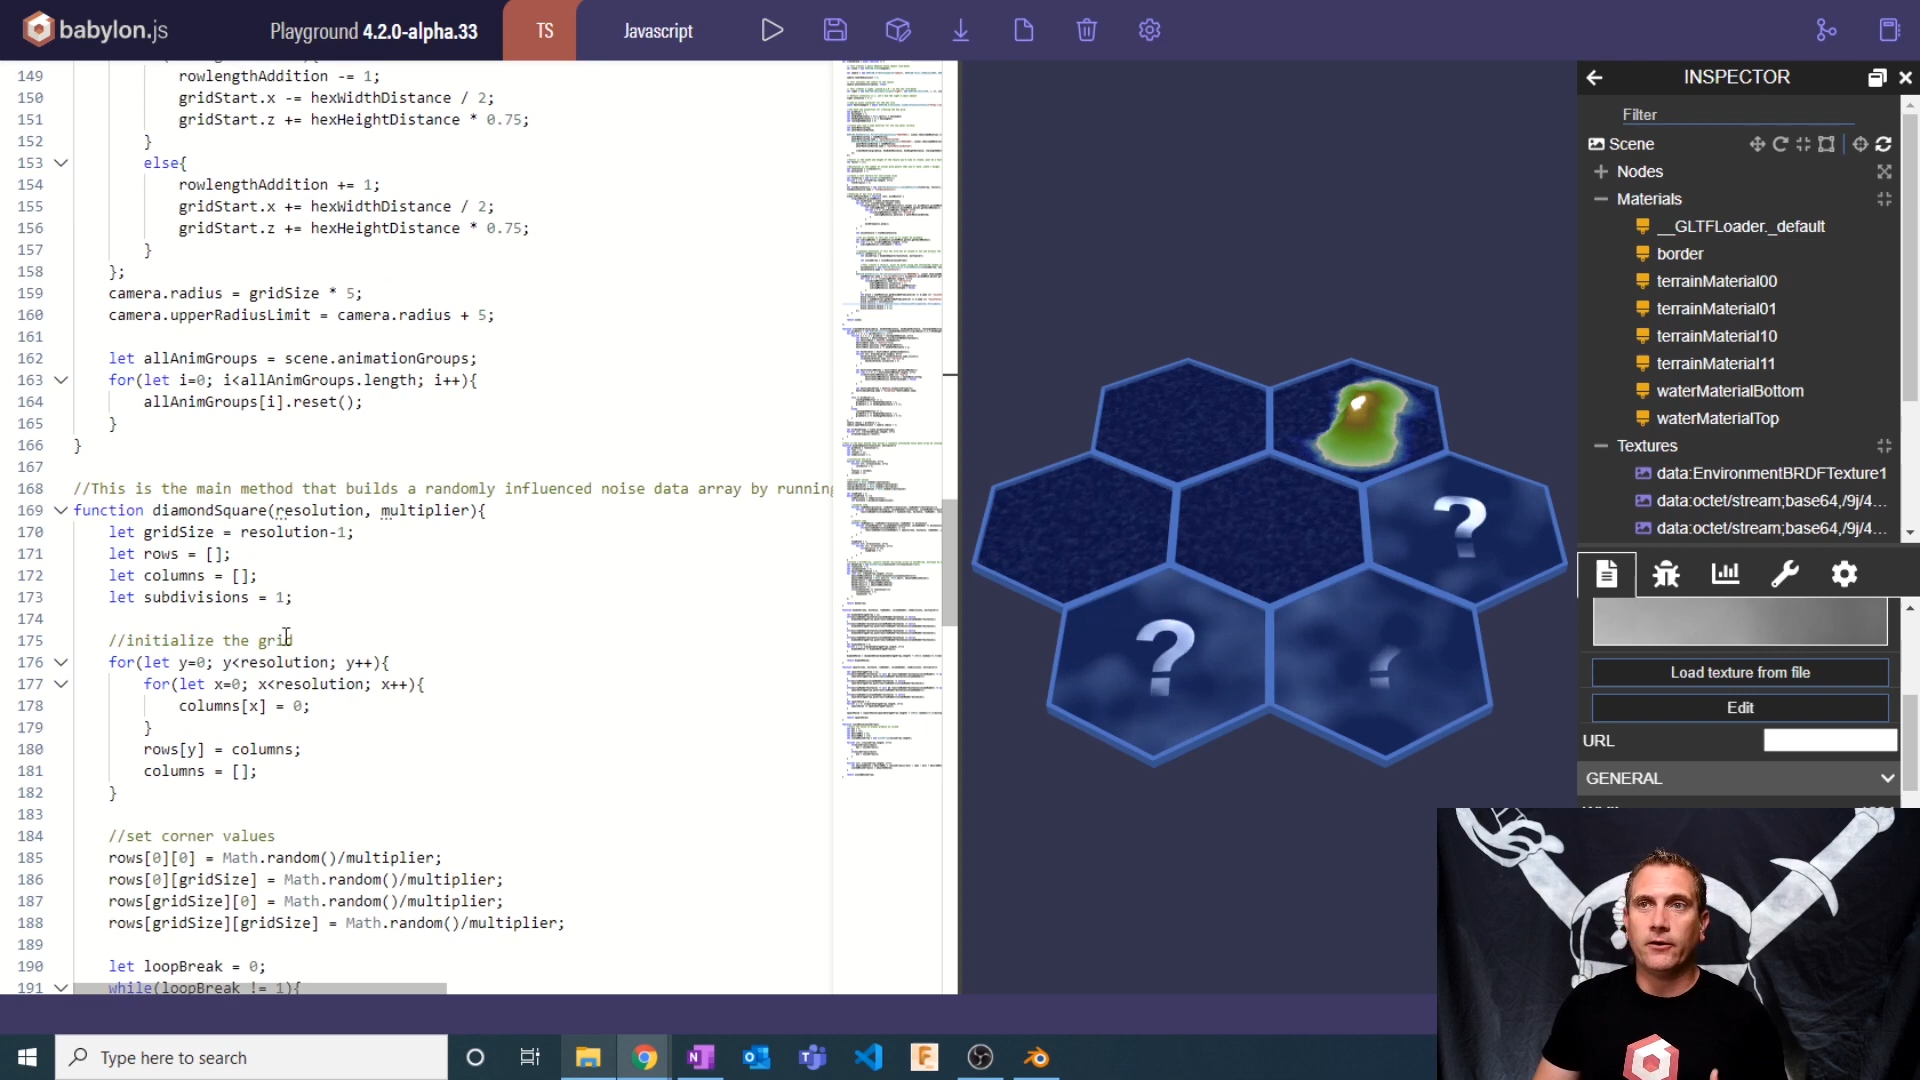 babylon.js
Playground 4.2.0-alpha.33
TS
Javascript
149 rowlengthAddition -= 1;
150 gridStart.x -= hexWidthDistance / 2;
151 gridStart.z += hexHeightDistance * 0.75;
152 }
153 else{
154 rowlengthAddition += 1;
155 gridStart.x += hexWidthDistance / 2;
156 gridStart.z += hexHeightDistance * 0.75;
157 }
158 };
159 camera.radius = gridSize * 5;
160 camera.upperRadiusLimit = camera.radius + 5;
161
162 let allAnimGroups = scene.animationGroups;
163 for(let i=0; i<allAnimGroups.length; i++){
164 allAnimGroups[i].reset();
165 }
166 }
167
168 //This is the main method that builds a randomly influenced noise data array by running
169 function diamondSquare(resolution, multiplier){
170 let gridSize = resolution-1;
171 let rows = [];
172 let columns = [];
173 let subdivisions = 1;
174
175 //initialize the grid
176 for(let y=0; y<resolution; y++){
177 for(let x=0; x<resolution; x++){
178 columns[x] = 0;
179 }
180 rows[y] = columns;
181 columns = [];
182 }
183
184 //set corner values
185 rows[0][0] = Math.random()/multiplier;
186 rows[0][gridSize] = Math.random()/multiplier;
187 rows[gridSize][0] = Math.random()/multiplier;
188 rows[gridSize][gridSize] = Math.random()/multiplier;
189
190 let loopBreak = 0;
191 while(loopBreak != 1){
?
?
?
INSPECTOR
Filter
Scene
Nodes
Materials
__GLTFLoader._default
border
terrainMaterial00
terrainMaterial01
terrainMaterial10
terrainMaterial11
waterMaterialBottom
waterMaterialTop
Textures
data:EnvironmentBRDFTexture1
data:octet/stream;base64,/9j/4...
data:octet/stream;base64,/9j/4...
Load texture from file
Edit
URL
GENERAL
Type here to search